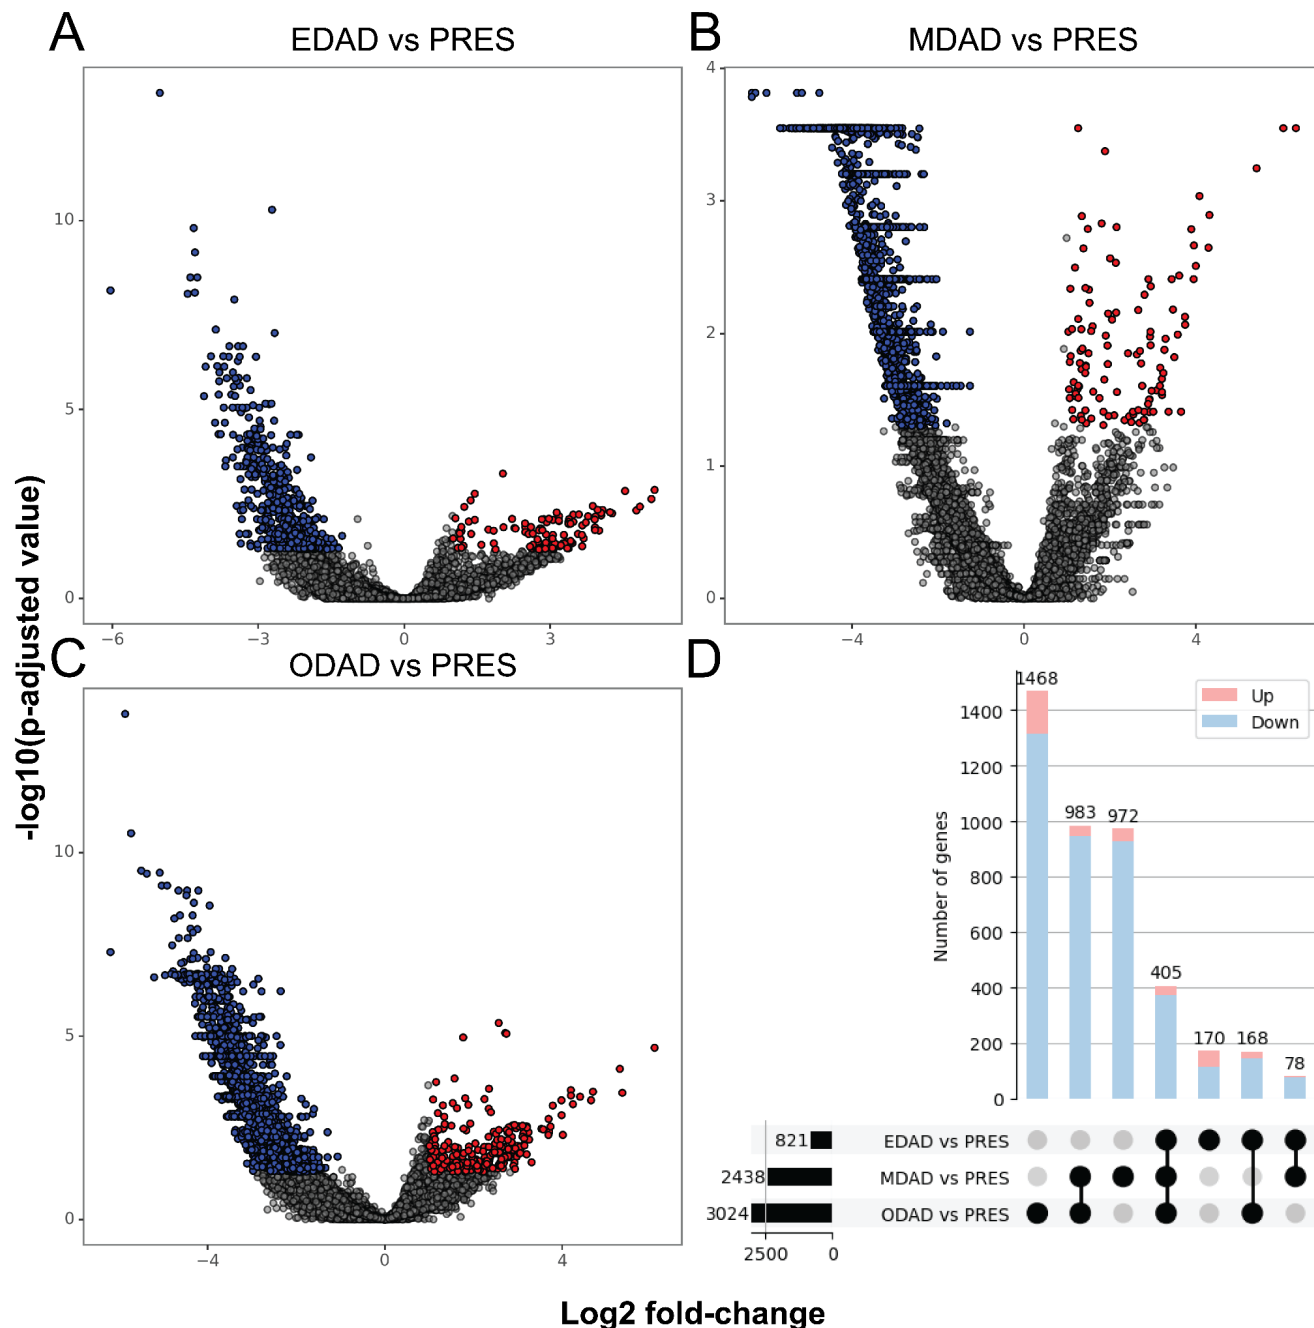 A
EDAD vs PRES
B
MDAD vs PRES
10
5
0
−6
−3
0
3
4
3
2
1
0
−4
0
4
-log10(p-adjusted value)
C
ODAD vs PRES
10
5
0
−4
0
4
D
1468
Up
Down
1400
1200
1000
800
600
400
200
0
Number of genes
983
972
405
170
168
78
821
EDAD vs PRES
2438
MDAD vs PRES
3024
ODAD vs PRES
2500
0
Log2 fold-change